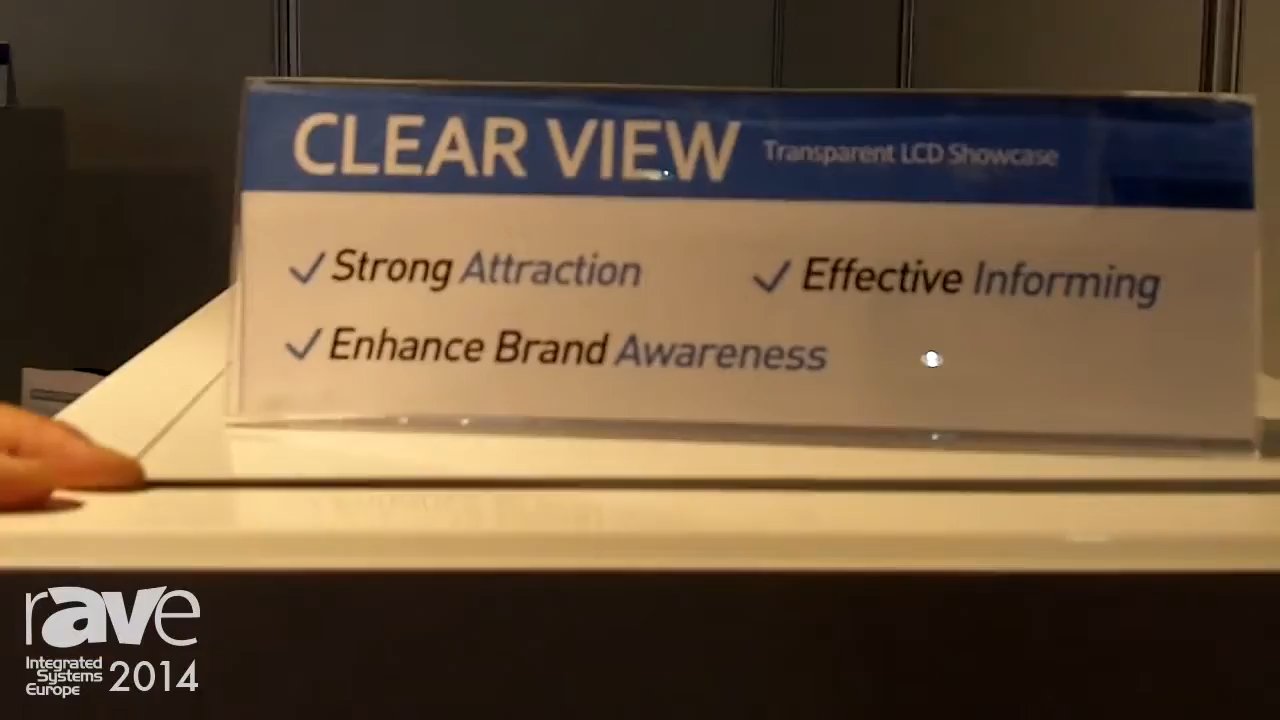 CLEAR VIEW Transparent LCD Showcase
✓ Strong Attraction ✓ Effective Informing
✓ Enhance Brand Awareness
rAVe
Integrated
Systems
Europe 2014